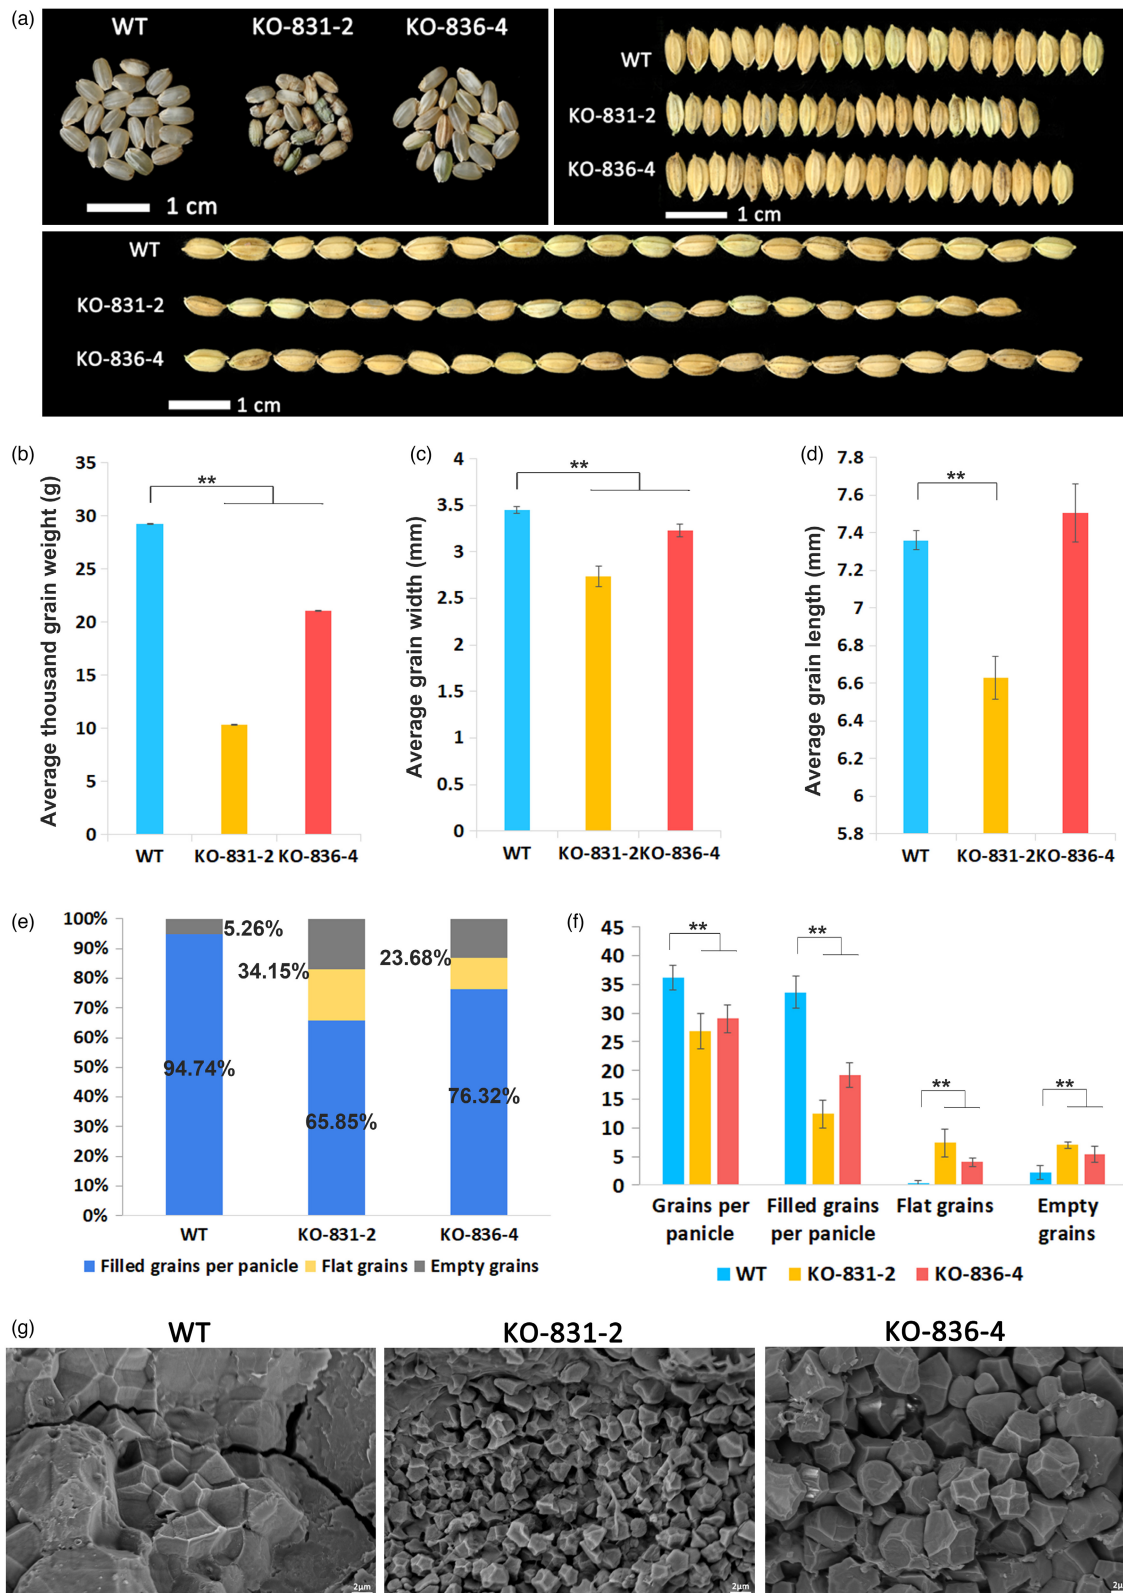 (a)
WT KO-831-2 KO-836-4
1 cm
WT
KO-831-2
KO-836-4
1 cm
WT
KO-831-2
KO-836-4
1 cm
(b)
Average thousand grain weight (g)
35
30
25
20
15
10
5
0
**
WT KO-831-2 KO-836-4
(c)
Average grain width (mm)
4
3.5
3
2.5
2
1.5
1
0.5
0
**
WT KO-831-2 KO-836-4
(d)
Average grain length (mm)
7.8
7.6
7.4
7.2
7
6.8
6.6
6.4
6.2
6
5.8
**
WT KO-831-2 KO-836-4
(e)
100%
90%
80%
70%
60%
50%
40%
30%
20%
10%
0%
5.26%
34.15%
23.68%
94.74%
65.85%
76.32%
WT KO-831-2 KO-836-4
Filled grains per panicle Flat grains Empty grains
(f)
45
40
35
30
25
20
15
10
5
0
** ** ** **
Grains per panicle
Filled grains per panicle
Flat grains
Empty grains
WT KO-831-2 KO-836-4
(g)
WT KO-831-2 KO-836-4
2μm
2μm
2μ